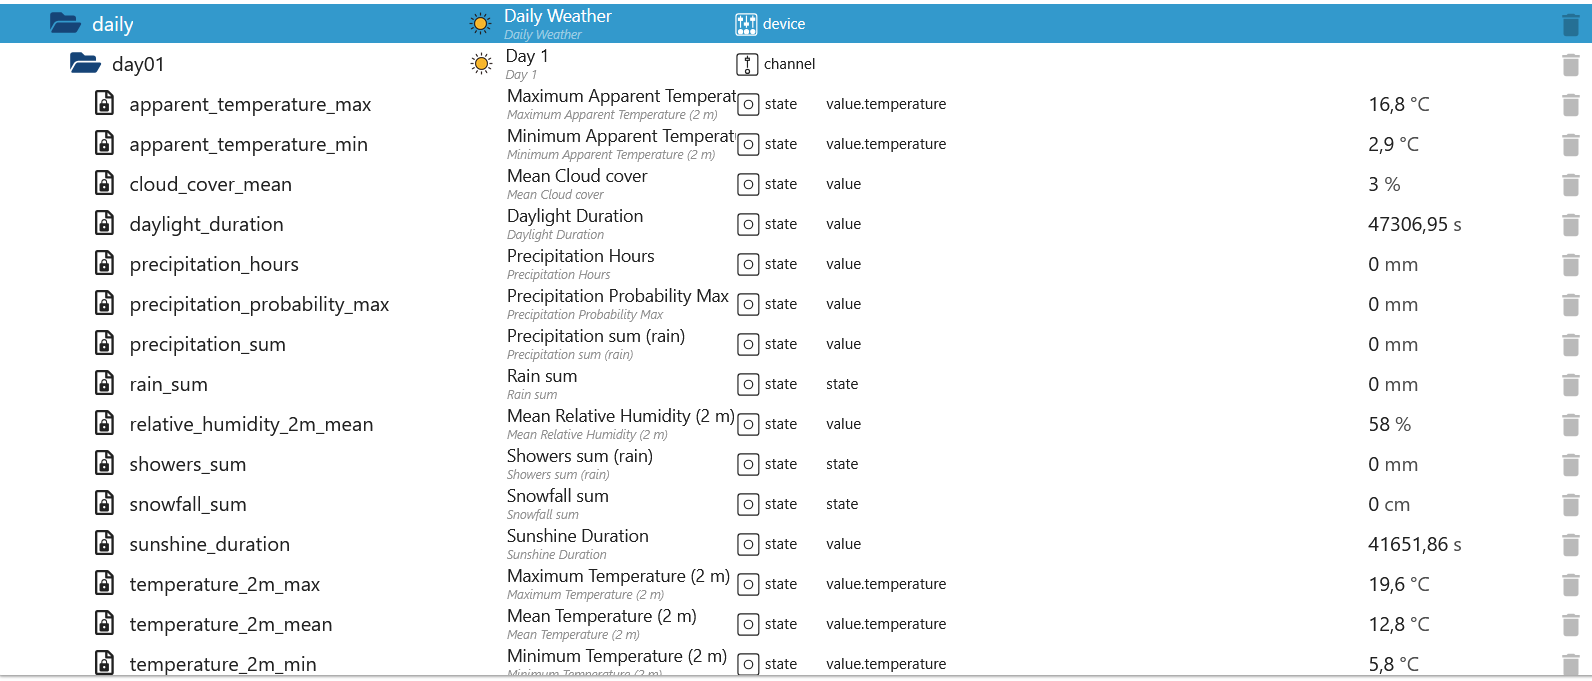 daily Daily Weather device
Daily Weather
day01 Day 1 channel
Day 1
apparent_temperature_max Maximum Apparent Temperat state value.temperature 16,8 °C
Maximum Apparent Temperature (2 m)
apparent_temperature_min Minimum Apparent Temperat state value.temperature 2,9 °C
Minimum Apparent Temperature (2 m)
cloud_cover_mean Mean Cloud cover state value 3 %
Mean Cloud cover
daylight_duration Daylight Duration state value 47306,95 s
Daylight Duration
precipitation_hours Precipitation Hours state value 0 mm
Precipitation Hours
precipitation_probability_max Precipitation Probability Max state value 0 mm
Precipitation Probability Max
precipitation_sum Precipitation sum (rain) state value 0 mm
Precipitation sum (rain)
rain_sum Rain sum state state 0 mm
Rain sum
relative_humidity_2m_mean Mean Relative Humidity (2 m) state value 58 %
Mean Relative Humidity (2 m)
showers_sum Showers sum (rain) state state 0 mm
Showers sum (rain)
snowfall_sum Snowfall sum state state 0 cm
Snowfall sum
sunshine_duration Sunshine Duration state value 41651,86 s
Sunshine Duration
temperature_2m_max Maximum Temperature (2 m) state value.temperature 19,6 °C
Maximum Temperature (2 m)
temperature_2m_mean Mean Temperature (2 m) state value.temperature 12,8 °C
Mean Temperature (2 m)
temperature_2m_min Minimum Temperature (2 m) state value.temperature 5,8 °C
Minimum Temperature (2 m)